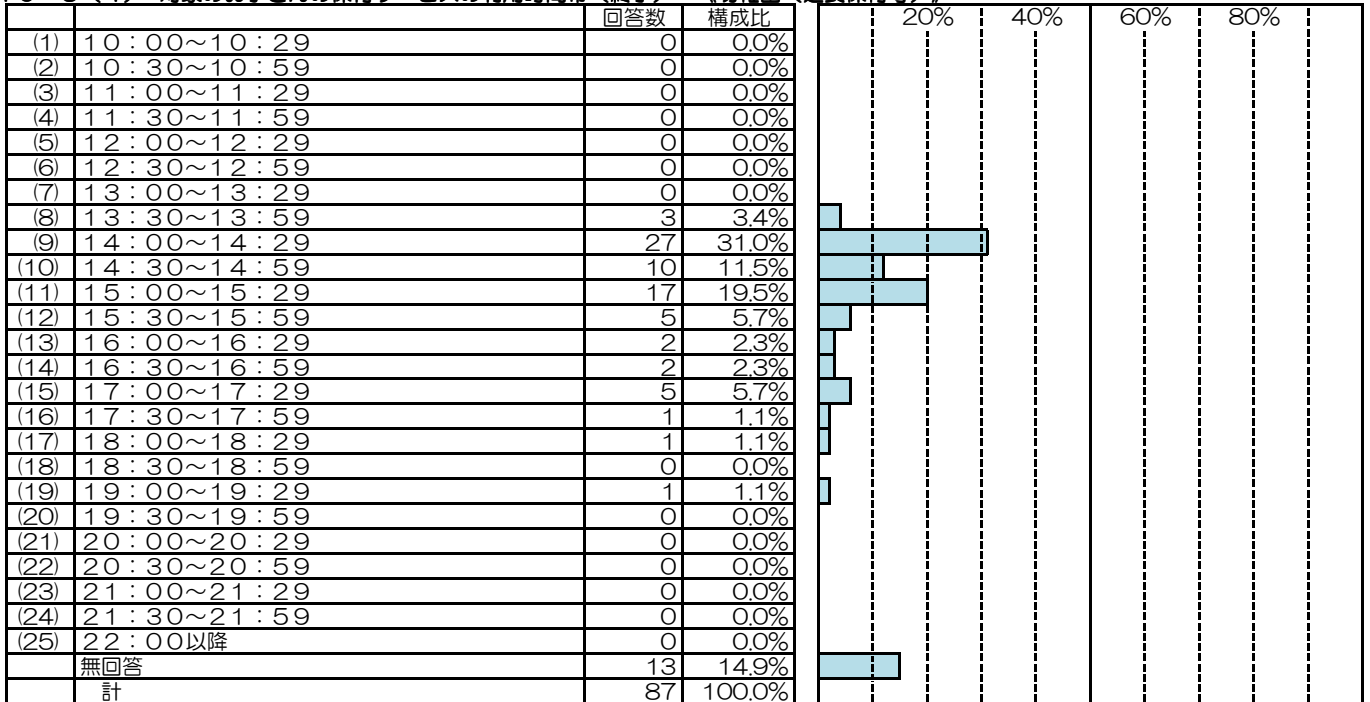 回答数 構成比 20% 40% 60% 80%
(1) １０：００～１０：２９ 0 0.0%
(2) １０：３０～１０：５９ 0 0.0%
(3) １１：００～１１：２９ 0 0.0%
(4) １１：３０～１１：５９ 0 0.0%
(5) １２：００～１２：２９ 0 0.0%
(6) １２：３０～１２：５９ 0 0.0%
(7) １３：００～１３：２９ 0 0.0%
(8) １３：３０～１３：５９ 3 3.4%
(9) １４：００～１４：２９ 27 31.0%
(10) １４：３０～１４：５９ 10 11.5%
(11) １５：００～１５：２９ 17 19.5%
(12) １５：３０～１５：５９ 5 5.7%
(13) １６：００～１６：２９ 2 2.3%
(14) １６：３０～１６：５９ 2 2.3%
(15) １７：００～１７：２９ 5 5.7%
(16) １７：３０～１７：５９ 1 1.1%
(17) １８：００～１８：２９ 1 1.1%
(18) １８：３０～１８：５９ 0 0.0%
(19) １９：００～１９：２９ 1 1.1%
(20) １９：３０～１９：５９ 0 0.0%
(21) ２０：００～２０：２９ 0 0.0%
(22) ２０：３０～２０：５９ 0 0.0%
(23) ２１：００～２１：２９ 0 0.0%
(24) ２１：３０～２１：５９ 0 0.0%
(25) ２２：００以降 0 0.0%
無回答 13 14.9%
計 87 100.0%